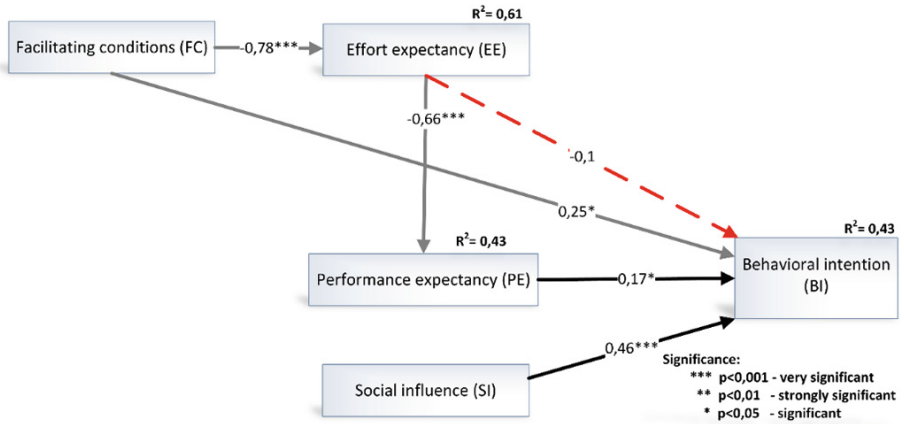 R²= 0,61
Facilitating conditions (FC)
-0,78***
Effort expectancy (EE)
-0,66***
-0,1
0,25*
R²= 0,43
R²= 0,43
Performance expectancy (PE)
0,17*
Behavioral intention
(BI)
0,46***
Social influence (SI)
Significance:
*** p<0,001 - very significant
** p<0,01 - strongly significant
* p<0,05 - significant